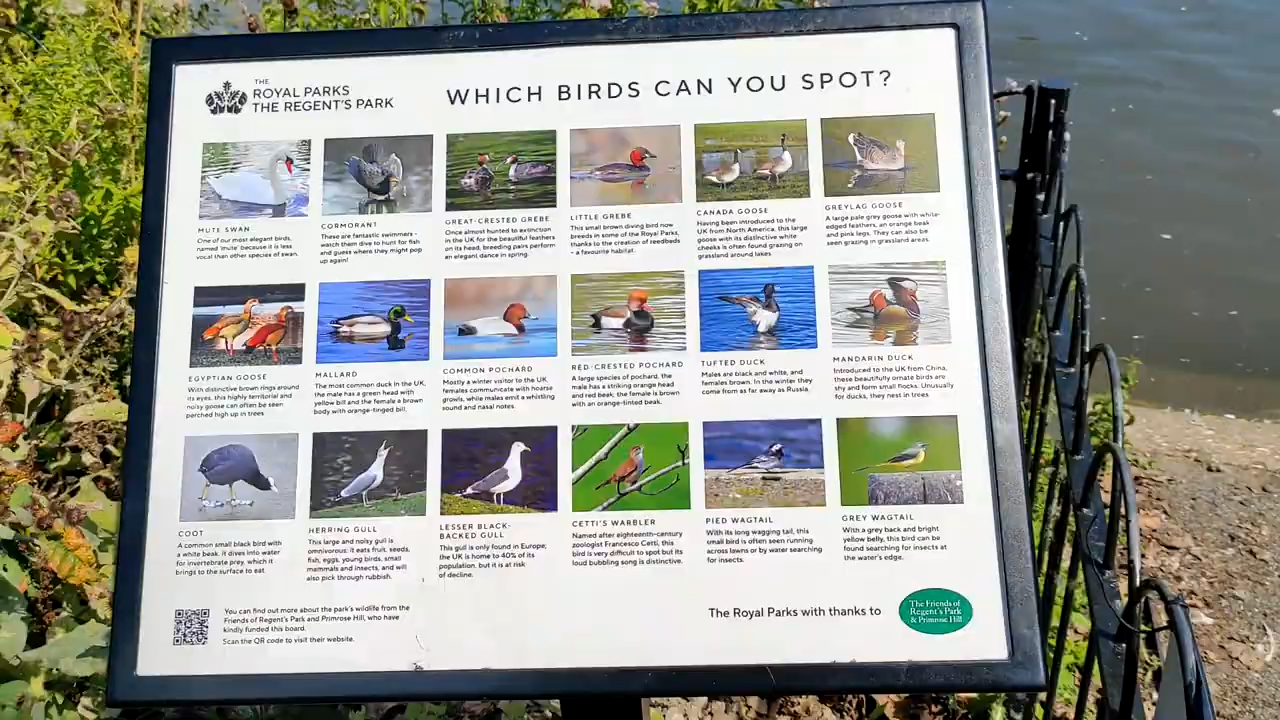 THE
ROYAL PARKS
THE REGENT'S PARK
WHICH BIRDS CAN YOU SPOT?
MUTE SWAN
One of our most elegant birds,
named 'mute' because it is less
vocal than other species of swan.
CORMORANT
These are fantastic swimmers -
watch them dive to hunt for fish
and guess where they might pop
up again!
GREAT-CRESTED GREBE
Once almost hunted to extinction
in the UK for the beautiful feathers
on its head, breeding pairs perform
an elegant dance in spring.
LITTLE GREBE
This small brown diving bird now
breeds in some of the Royal Parks,
thanks to the creation of reedbeds
- a favourite habitat.
CANADA GOOSE
Having been introduced to the
UK from North America, this large
goose with its distinctive white
cheeks is often found grazing on
grassland around lakes.
GREYLAG GOOSE
A large pale grey goose with white-
edged feathers, an orange beak
and pink legs. They can also be
seen grazing in grassland areas.
EGYPTIAN GOOSE
With distinctive brown rings around
its eyes, this highly territorial and
noisy goose can often be seen
perched high up in trees.
MALLARD
The most common duck in the UK,
the male has a green head with
yellow bill and the female a brown
body with orange-tinged bill.
COMMON POCHARD
Mostly a winter visitor to the UK,
females communicate with hoarse
growls, while males emit a whistling
sound and nasal notes.
RED-CRESTED POCHARD
A large species of pochard, the
male has a striking orange head
and red beak; the female is brown
with an orange-tinted beak.
TUFTED DUCK
Males are black and white, and
females brown. In the winter they
come from as far away as Russia.
MANDARIN DUCK
Introduced to the UK from China,
these beautifully ornate birds are
shy and form small flocks. Unusually
for ducks, they nest in trees.
COOT
A common small black bird with
a white beak, it dives into water
for invertebrate prey, which it
brings to the surface to eat.
HERRING GULL
This large and noisy gull is
omnivorous: it eats fruit, seeds,
fish, eggs, young birds, small
mammals and insects, and will
also pick through rubbish.
LESSER BLACK-
BACKED GULL
This gull is only found in Europe;
the UK is home to 40% of its
population, but it is at risk
of decline.
CETTI'S WARBLER
Named after eighteenth-century
zoologist Francesco Cetti, this
bird is very difficult to spot but its
loud bubbling song is distinctive.
PIED WAGTAIL
With its long wagging tail, this
small bird is often seen running
across lawns or by water searching
for insects.
GREY WAGTAIL
With a grey back and bright
yellow belly, this bird can be
found searching for insects at
the water's edge.
You can find out more about the park's wildlife from the
Friends of Regent's Park and Primrose Hill, who have
kindly funded this board.
Scan the QR code to visit their website.
The Royal Parks with thanks to
The Friends of
Regent's Park
& Primrose Hill